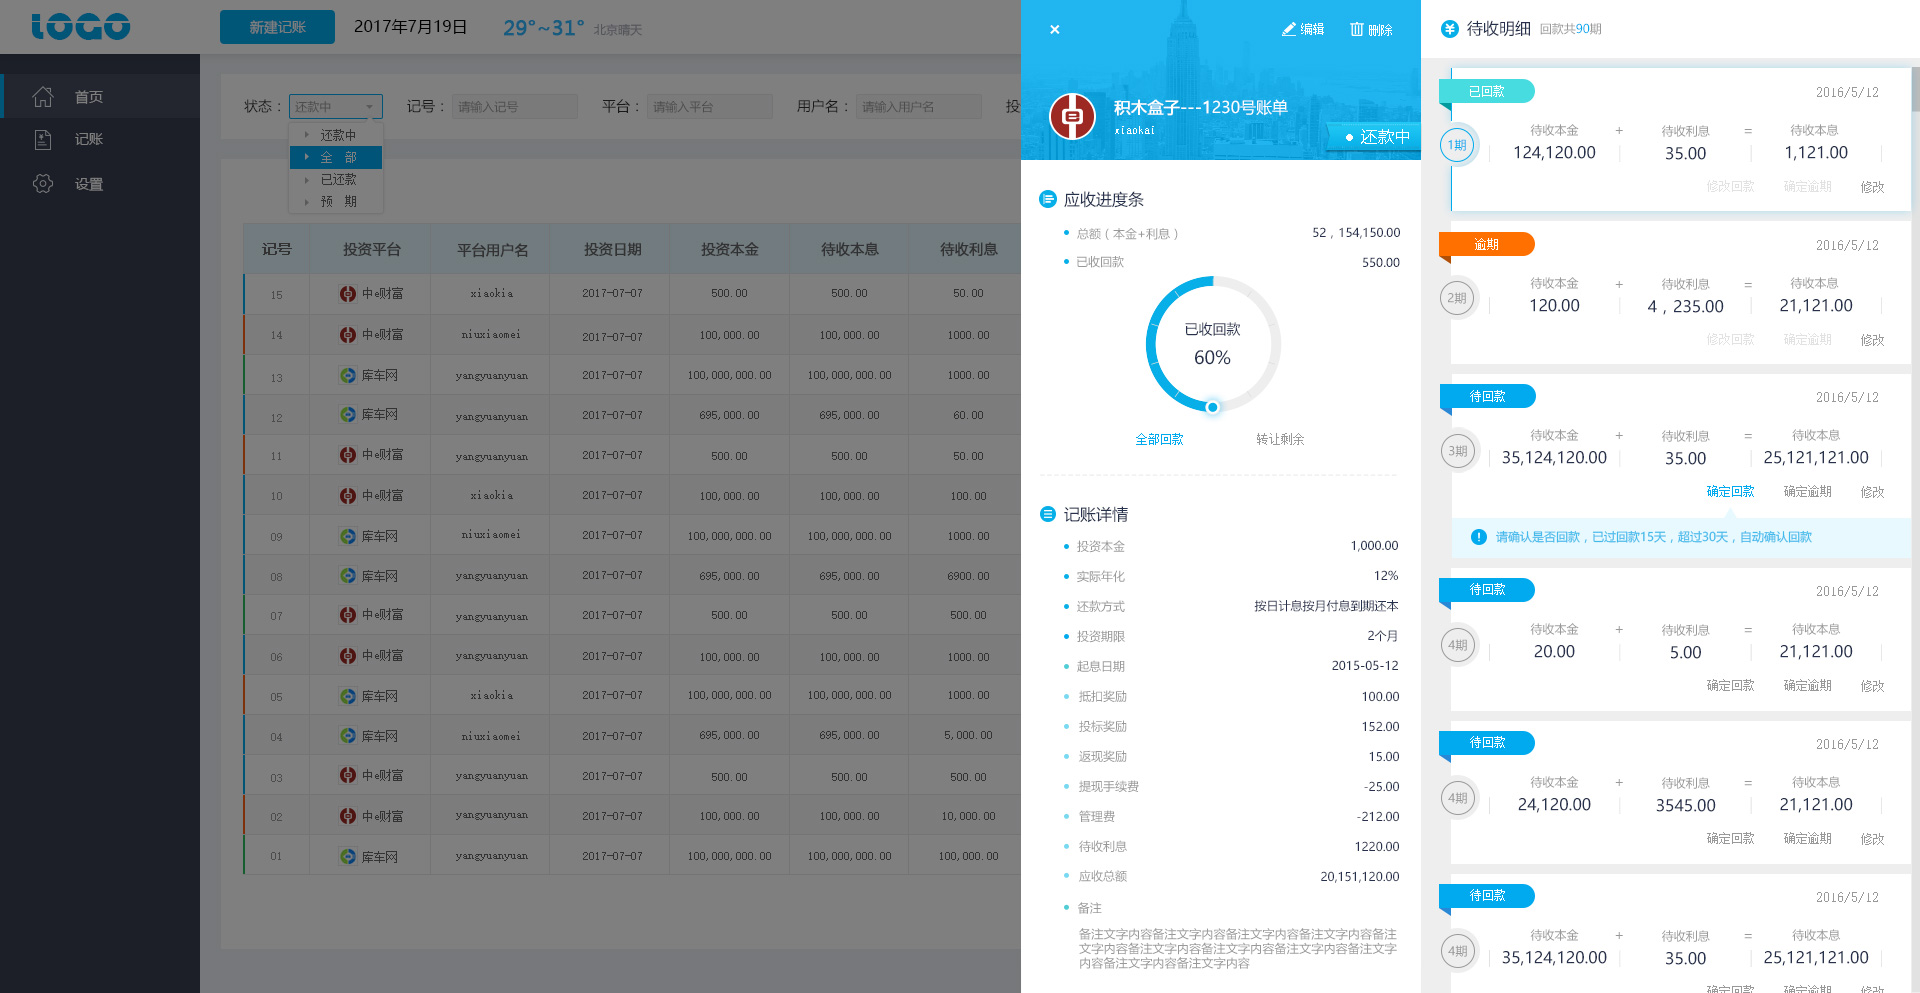 LOGO
新建记账
2017年7月19日
29°~31°
北京晴天
首页
记账
设置
状态：
还款中
记号：
请输入记号
平台：
请输入平台
用户名：
请输入用户名
投
还款中
全 部
已还款
预 期
记号 投资平台 平台用户名 投资日期 投资本金 待收本息 待收利息
15 中e财富 xiaokia 2017-07-07 500.00 500.00 50.00
14 中e财富 niuxiaomei 2017-07-07 100,000.00 100,000.00 1000.00
13 库车网 yangyuanyuan 2017-07-07 100,000,000.00 100,000,000.00 1000.00
12 库车网 yangyuanyuan 2017-07-07 695,000.00 695,000.00 60.00
11 中e财富 yangyuanyuan 2017-07-07 500.00 500.00 50.00
10 中e财富 xiaokia 2017-07-07 100,000.00 100,000.00 100.00
09 库车网 niuxiaomei 2017-07-07 100,000,000.00 100,000,000.00 1000.00
08 库车网 yangyuanyuan 2017-07-07 695,000.00 695,000.00 6900.00
07 中e财富 yangyuanyuan 2017-07-07 500.00 500.00 500.00
06 中e财富 yangyuanyuan 2017-07-07 100,000.00 100,000.00 1000.00
05 库车网 xiaokia 2017-07-07 100,000,000.00 100,000,000.00 1000.00
04 库车网 niuxiaomei 2017-07-07 695,000.00 695,000.00 5,000.00
03 中e财富 yangyuanyuan 2017-07-07 500.00 500.00 500.00
02 中e财富 yangyuanyuan 2017-07-07 100,000.00 100,000.00 10,000.00
01 库车网 yangyuanyuan 2017-07-07 100,000,000.00 100,000,000.00 100,000.00
编辑
删除
积木盒子---1230号账单
xiaokai
还款中
应收进度条
总额（本金+利息） 52，154,150.00
已收回款 550.00
已收回款
60%
全部回款
转让剩余
记账详情
投资本金 1,000.00
实际年化 12%
还款方式 按日计息按月付息到期还本
投资期限 2个月
起息日期 2015-05-12
抵扣奖励 100.00
投标奖励 152.00
返现奖励 15.00
提现手续费 -25.00
管理费 -212.00
待收利息 1220.00
应收总额 20,151,120.00
备注
备注文字内容备注文字内容备注文字内容备注文字内容备注
文字内容备注文字内容备注文字内容备注文字内容备注文字
内容备注文字内容备注文字内容
待收明细 回款共90期
已回款 2016/5/12
待收本金 + 待收利息 = 待收本息
1期 124,120.00 35.00 1,121.00
修改回款 确定逾期 修改
逾期 2016/5/12
待收本金 + 待收利息 = 待收本息
2期 120.00 4，235.00 21,121.00
修改回款 确定逾期 修改
待回款 2016/5/12
待收本金 + 待收利息 = 待收本息
3期 35,124,120.00 35.00 25,121,121.00
确定回款 确定逾期 修改
请确认是否回款，已过回款15天，超过30天，自动确认回款
待回款 2016/5/12
待收本金 + 待收利息 = 待收本息
4期 20.00 5.00 21,121.00
确定回款 确定逾期 修改
待回款 2016/5/12
待收本金 + 待收利息 = 待收本息
4期 24,120.00 3545.00 21,121.00
确定回款 确定逾期 修改
待回款 2016/5/12
待收本金 + 待收利息 = 待收本息
4期 35,124,120.00 35.00 25,121,121.00
确定回款 确定逾期 修改